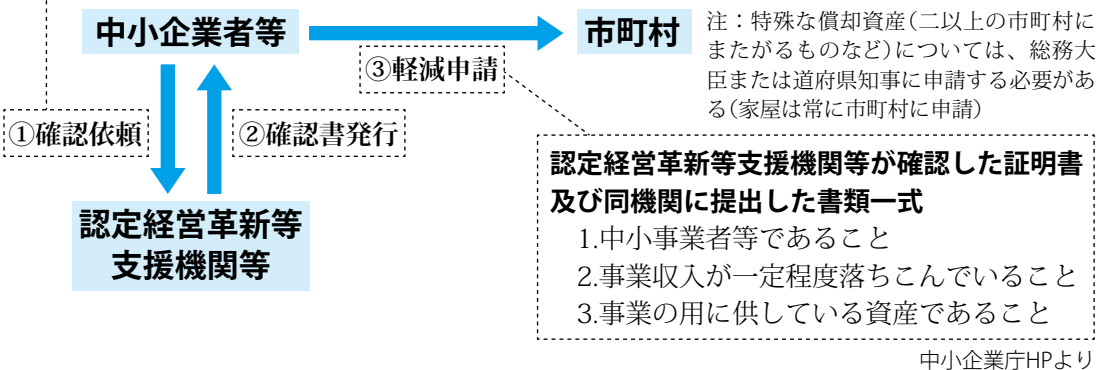 中小企業者等
市町村
注：特殊な償却資産（二以上の市町村に
またがるものなど）については、総務大
臣または道府県知事に申請する必要があ
る（家屋は常に市町村に申請）
③軽減申請
①確認依頼
②確認書発行
認定経営革新等
支援機関等
認定経営革新等支援機関等が確認した証明書
及び同機関に提出した書類一式
1.中小事業者等であること
2.事業収入が一定程度落ちこんでいること
3.事業の用に供している資産であること
中小企業庁HPより